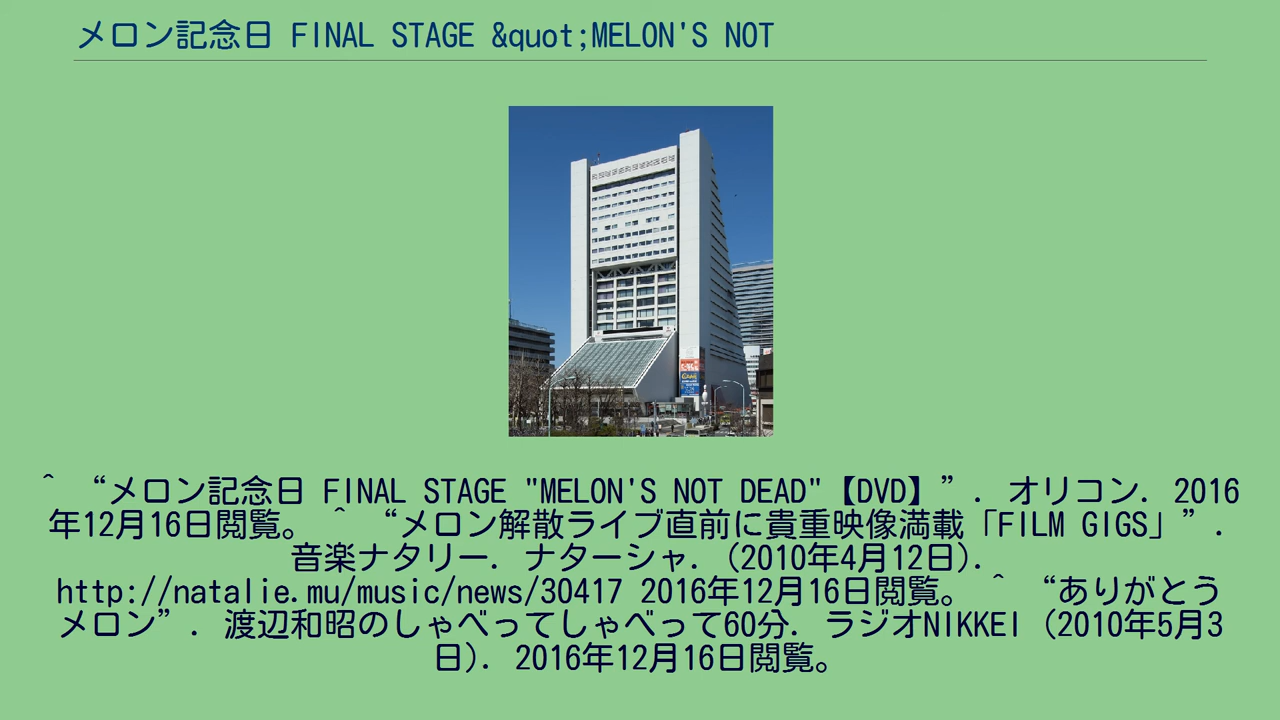 メロン記念日 FINAL STAGE &quot;MELON'S NOT
^ “メロン記念日 FINAL STAGE "MELON'S NOT DEAD"【DVD】”. オリコン. 2016
年12月16日閲覧。 ^ “メロン解散ライブ直前に貴重映像満載「FILM GIGS」”.
音楽ナタリー. ナターシャ. (2010年4月12日).
http://natalie.mu/music/news/30417 2016年12月16日閲覧。 ^ “ありがとう
メロン”. 渡辺和昭のしゃべってしゃべって60分. ラジオNIKKEI (2010年5月3
日). 2016年12月16日閲覧。